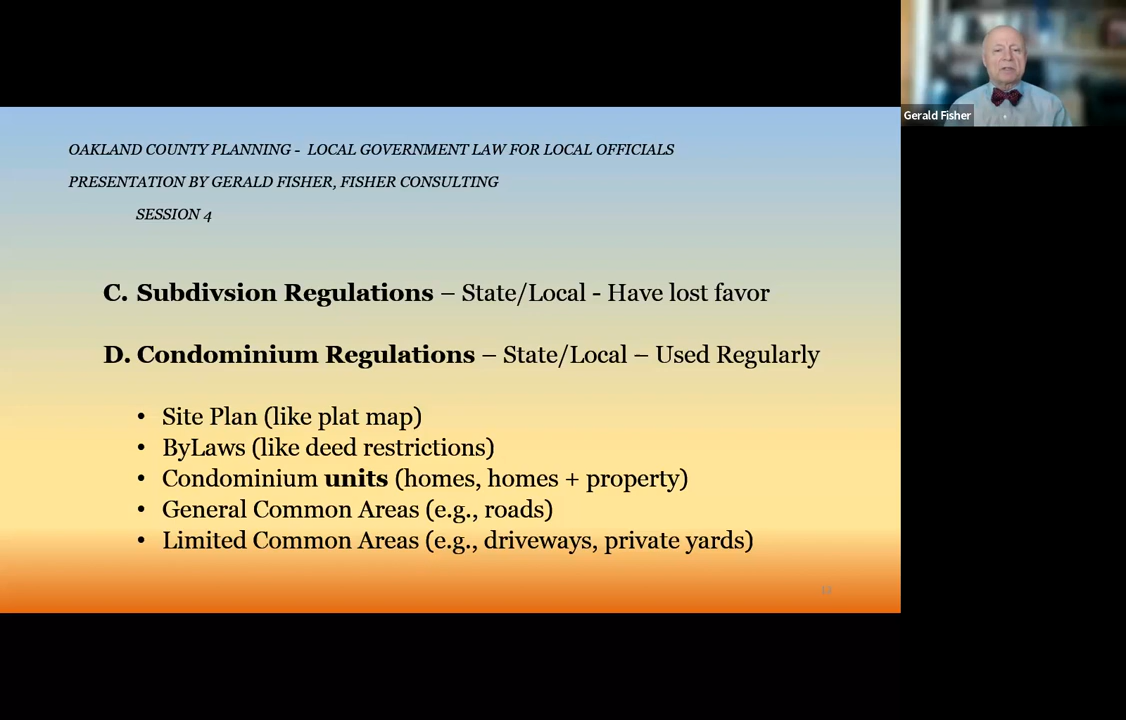 Gerald Fisher
OAKLAND COUNTY PLANNING - LOCAL GOVERNMENT LAW FOR LOCAL OFFICIALS
PRESENTATION BY GERALD FISHER, FISHER CONSULTING
SESSION 4
C. Subdivsion Regulations – State/Local - Have lost favor
D. Condominium Regulations – State/Local – Used Regularly
• Site Plan (like plat map)
• ByLaws (like deed restrictions)
• Condominium units (homes, homes + property)
• General Common Areas (e.g., roads)
• Limited Common Areas (e.g., driveways, private yards)